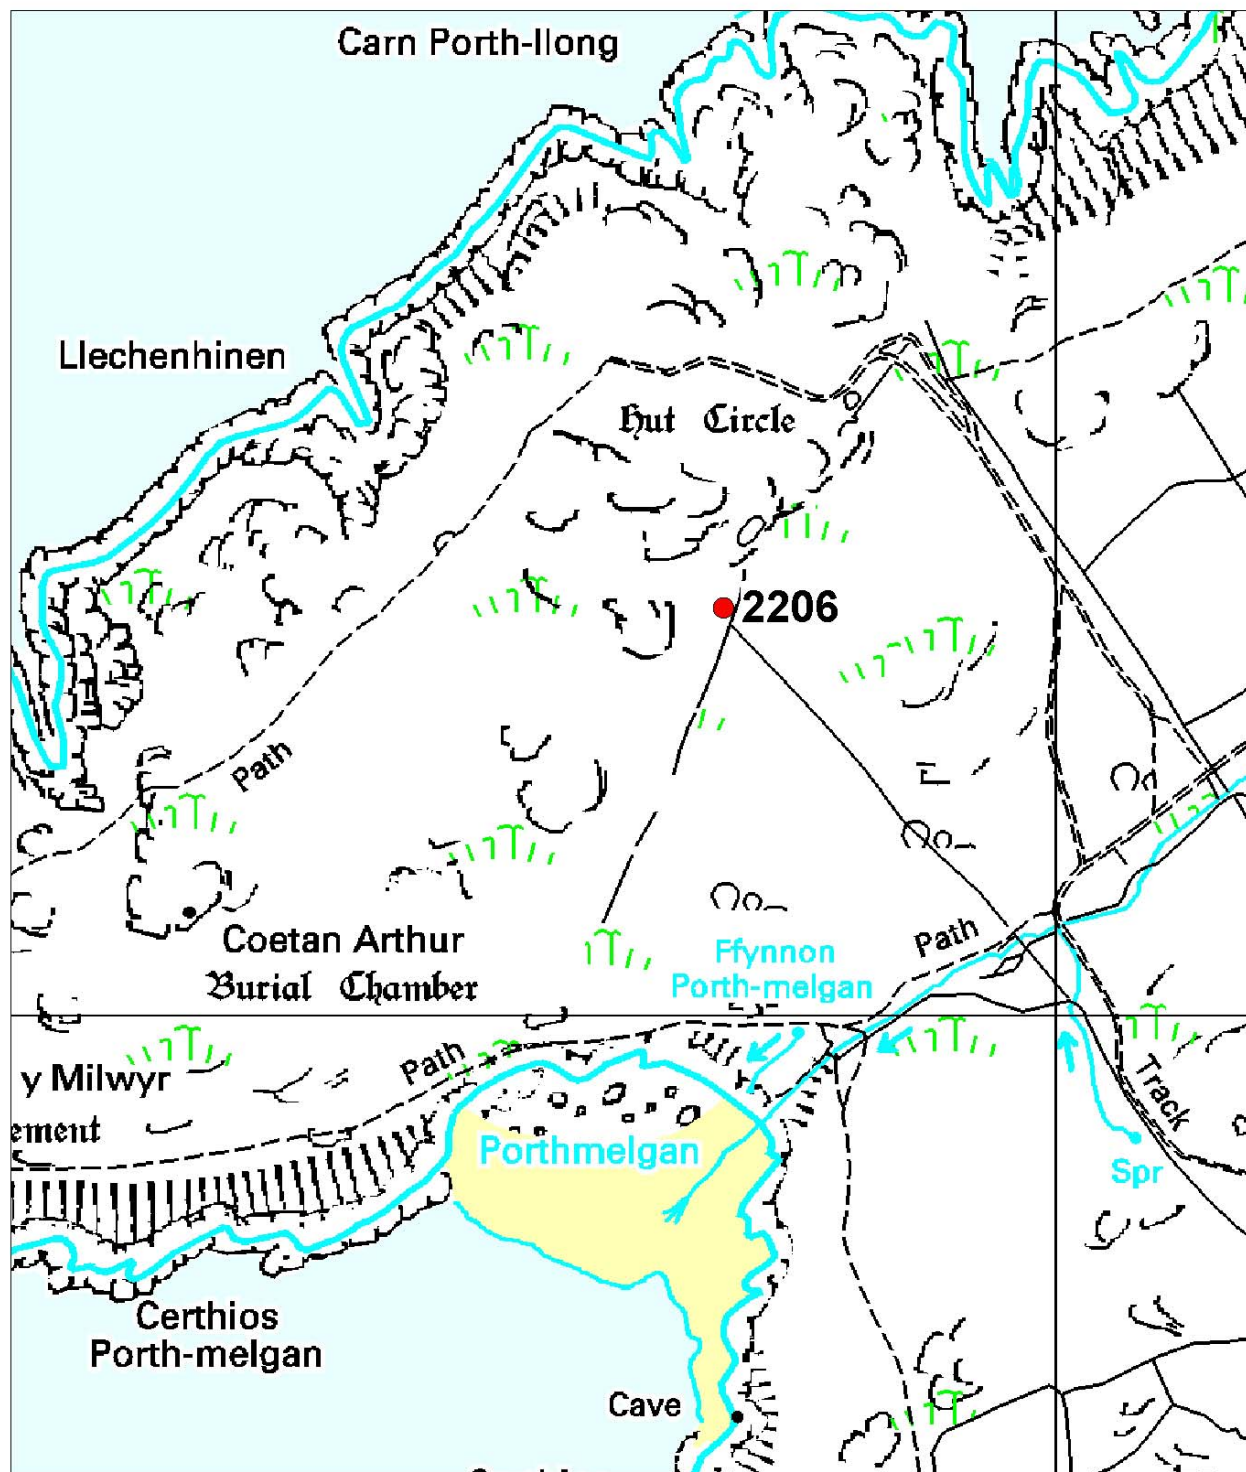 Carn Porth-llong
Llechenhinen
Hut Circle
2206
Path
Coetan Arthur
Burial Chamber
Ffynnon
Porth-melgan
Path
y Milwyr
ement
Path
Porthmelgan
Track
Spr
Certhios
Porth-melgan
Cave